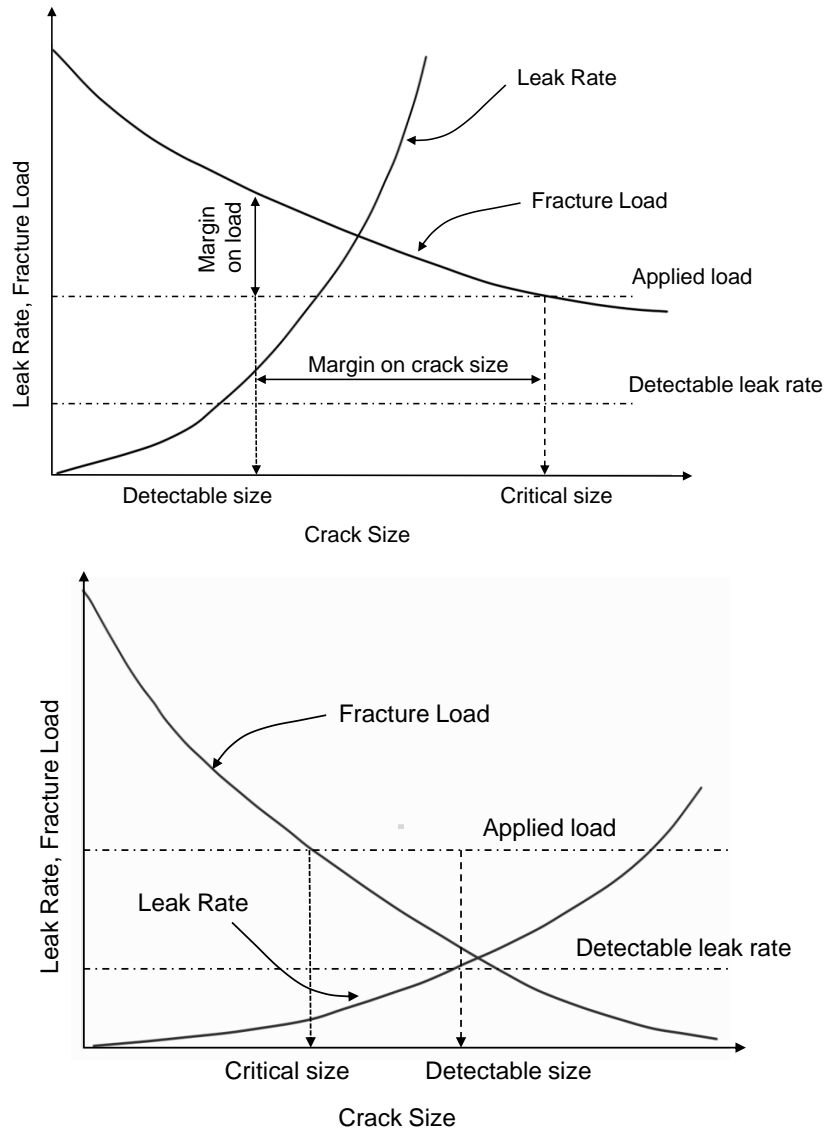 Leak Rate
Fracture Load
Margin
on load
Applied load
Margin on crack size
Detectable leak rate
Leak Rate, Fracture Load
Detectable size
Critical size
Crack Size
Fracture Load
Applied load
Leak Rate
Detectable leak rate
Leak Rate, Fracture Load
Critical size
Detectable size
Crack Size